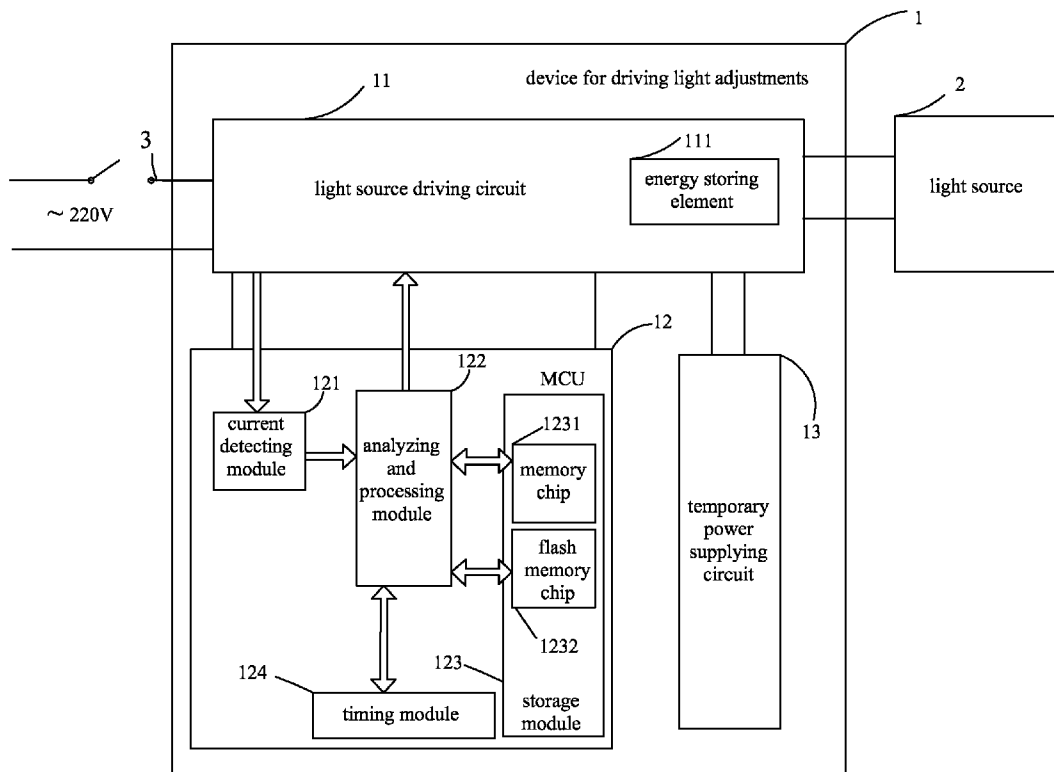 1
device for driving light adjustments
11
2
3
111
light source driving circuit
energy storing
element
light source
~ 220V
12
122
MCU
121
13
1231
current
detecting
module
analyzing
and
processing
module
memory
chip
temporary
power
supplying
circuit
flash
memory
chip
1232
124
123
timing module
storage
module